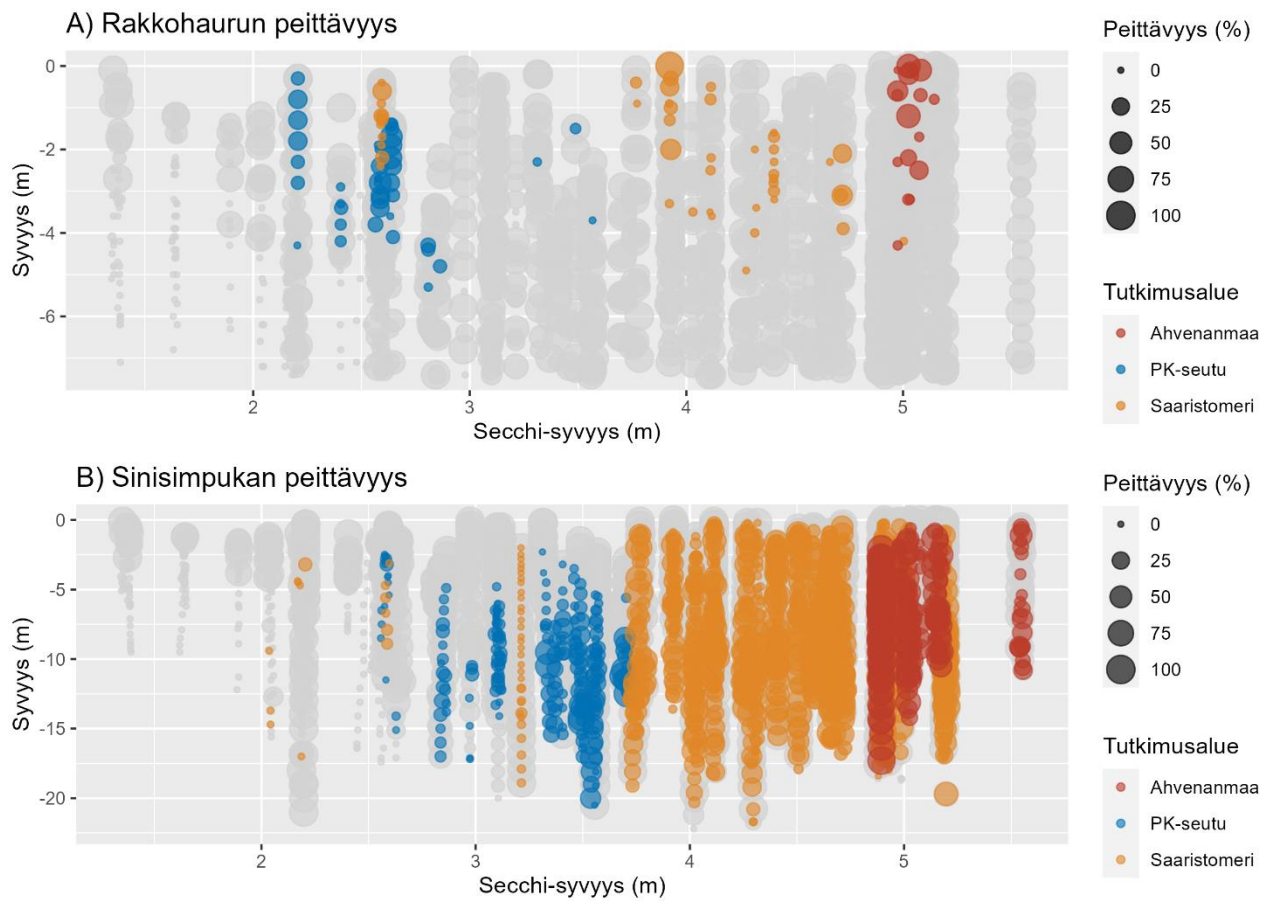 A) Rakkohaurun peittävyys
0
-2
-4
-6
Syvyys (m)
2 3 4 5
Secchi-syvyys (m)
Peittävyys (%)
0
25
50
75
100
Tutkimusalue
Ahvenanmaa
PK-seutu
Saaristomeri
B) Sinisimpukan peittävyys
0
-5
-10
-15
-20
Syvyys (m)
2 3 4 5
Secchi-syvyys (m)
Peittävyys (%)
0
25
50
75
100
Tutkimusalue
Ahvenanmaa
PK-seutu
Saaristomeri